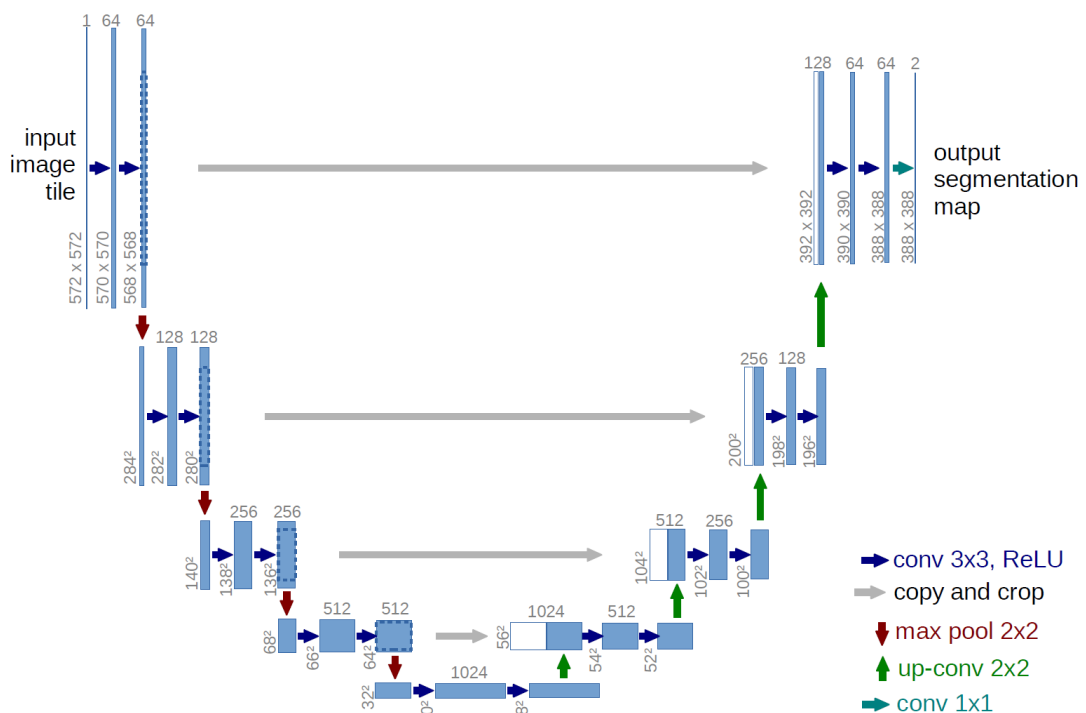 1 64 64
128 64 64 2
input
image
tile
output
segmentation
map
572 x 572
570 x 570
568 x 568
392 x 392
390 x 390
388 x 388
388 x 388
128 128
256 128
284²
282²
280²
200²
198²
196²
256 256
512 256
140²
138²
136²
104²
102²
100²
512 512
1024 512
68²
66²
64²
56²
54²
52²
1024
32²
conv 3x3, ReLU
copy and crop
max pool 2x2
up-conv 2x2
conv 1x1